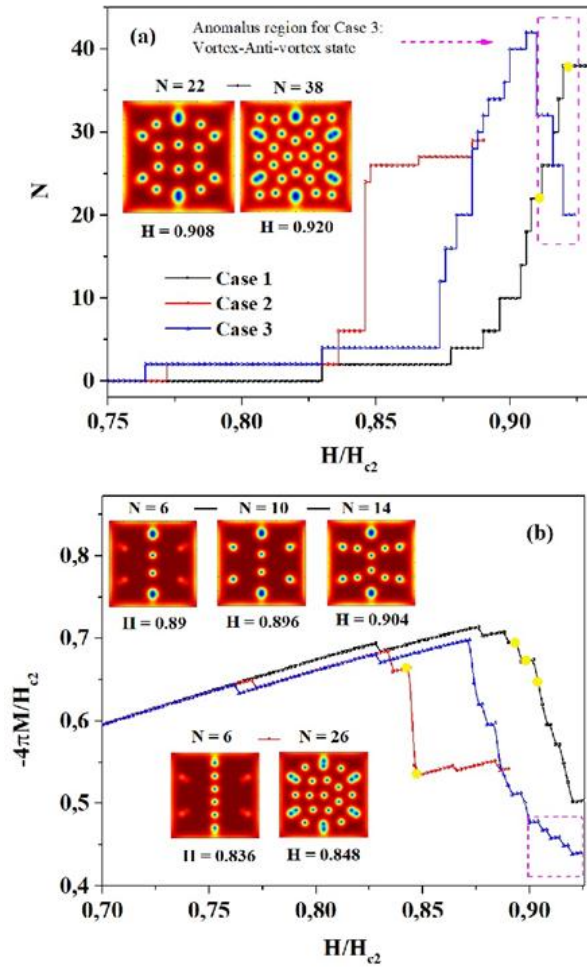 (a)
Anomalus region for Case 3:
Vortex-Anti-vortex state
N = 22
N = 38
H = 0.908
H = 0.920
Case 1
Case 2
Case 3
N
40
30
20
10
0
0,75
0,80
0,85
0,90
H/Hc2
(b)
N = 6
N = 10
N = 14
H = 0.89
H = 0.896
H = 0.904
N = 6
N = 26
H = 0.836
H = 0.848
-4πM/Hc2
0,8
0,7
0,6
0,5
0,4
0,70
0,75
0,80
0,85
0,90
H/Hc2